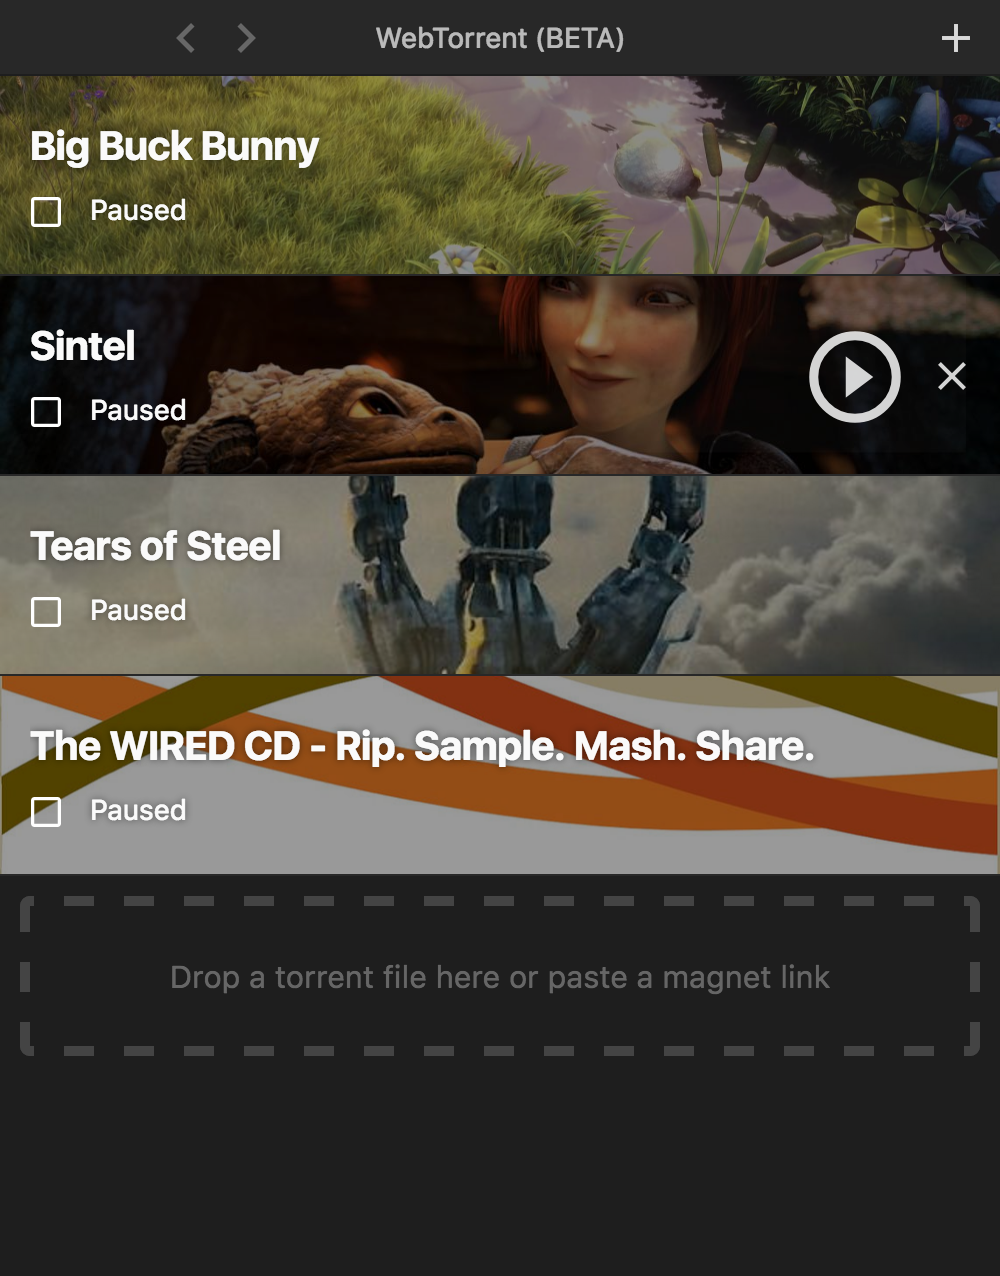 WebTorrent (BETA)
Big Buck Bunny
Paused
Sintel
Paused
Tears of Steel
Paused
The WIRED CD - Rip. Sample. Mash. Share.
Paused
Drop a torrent file here or paste a magnet link